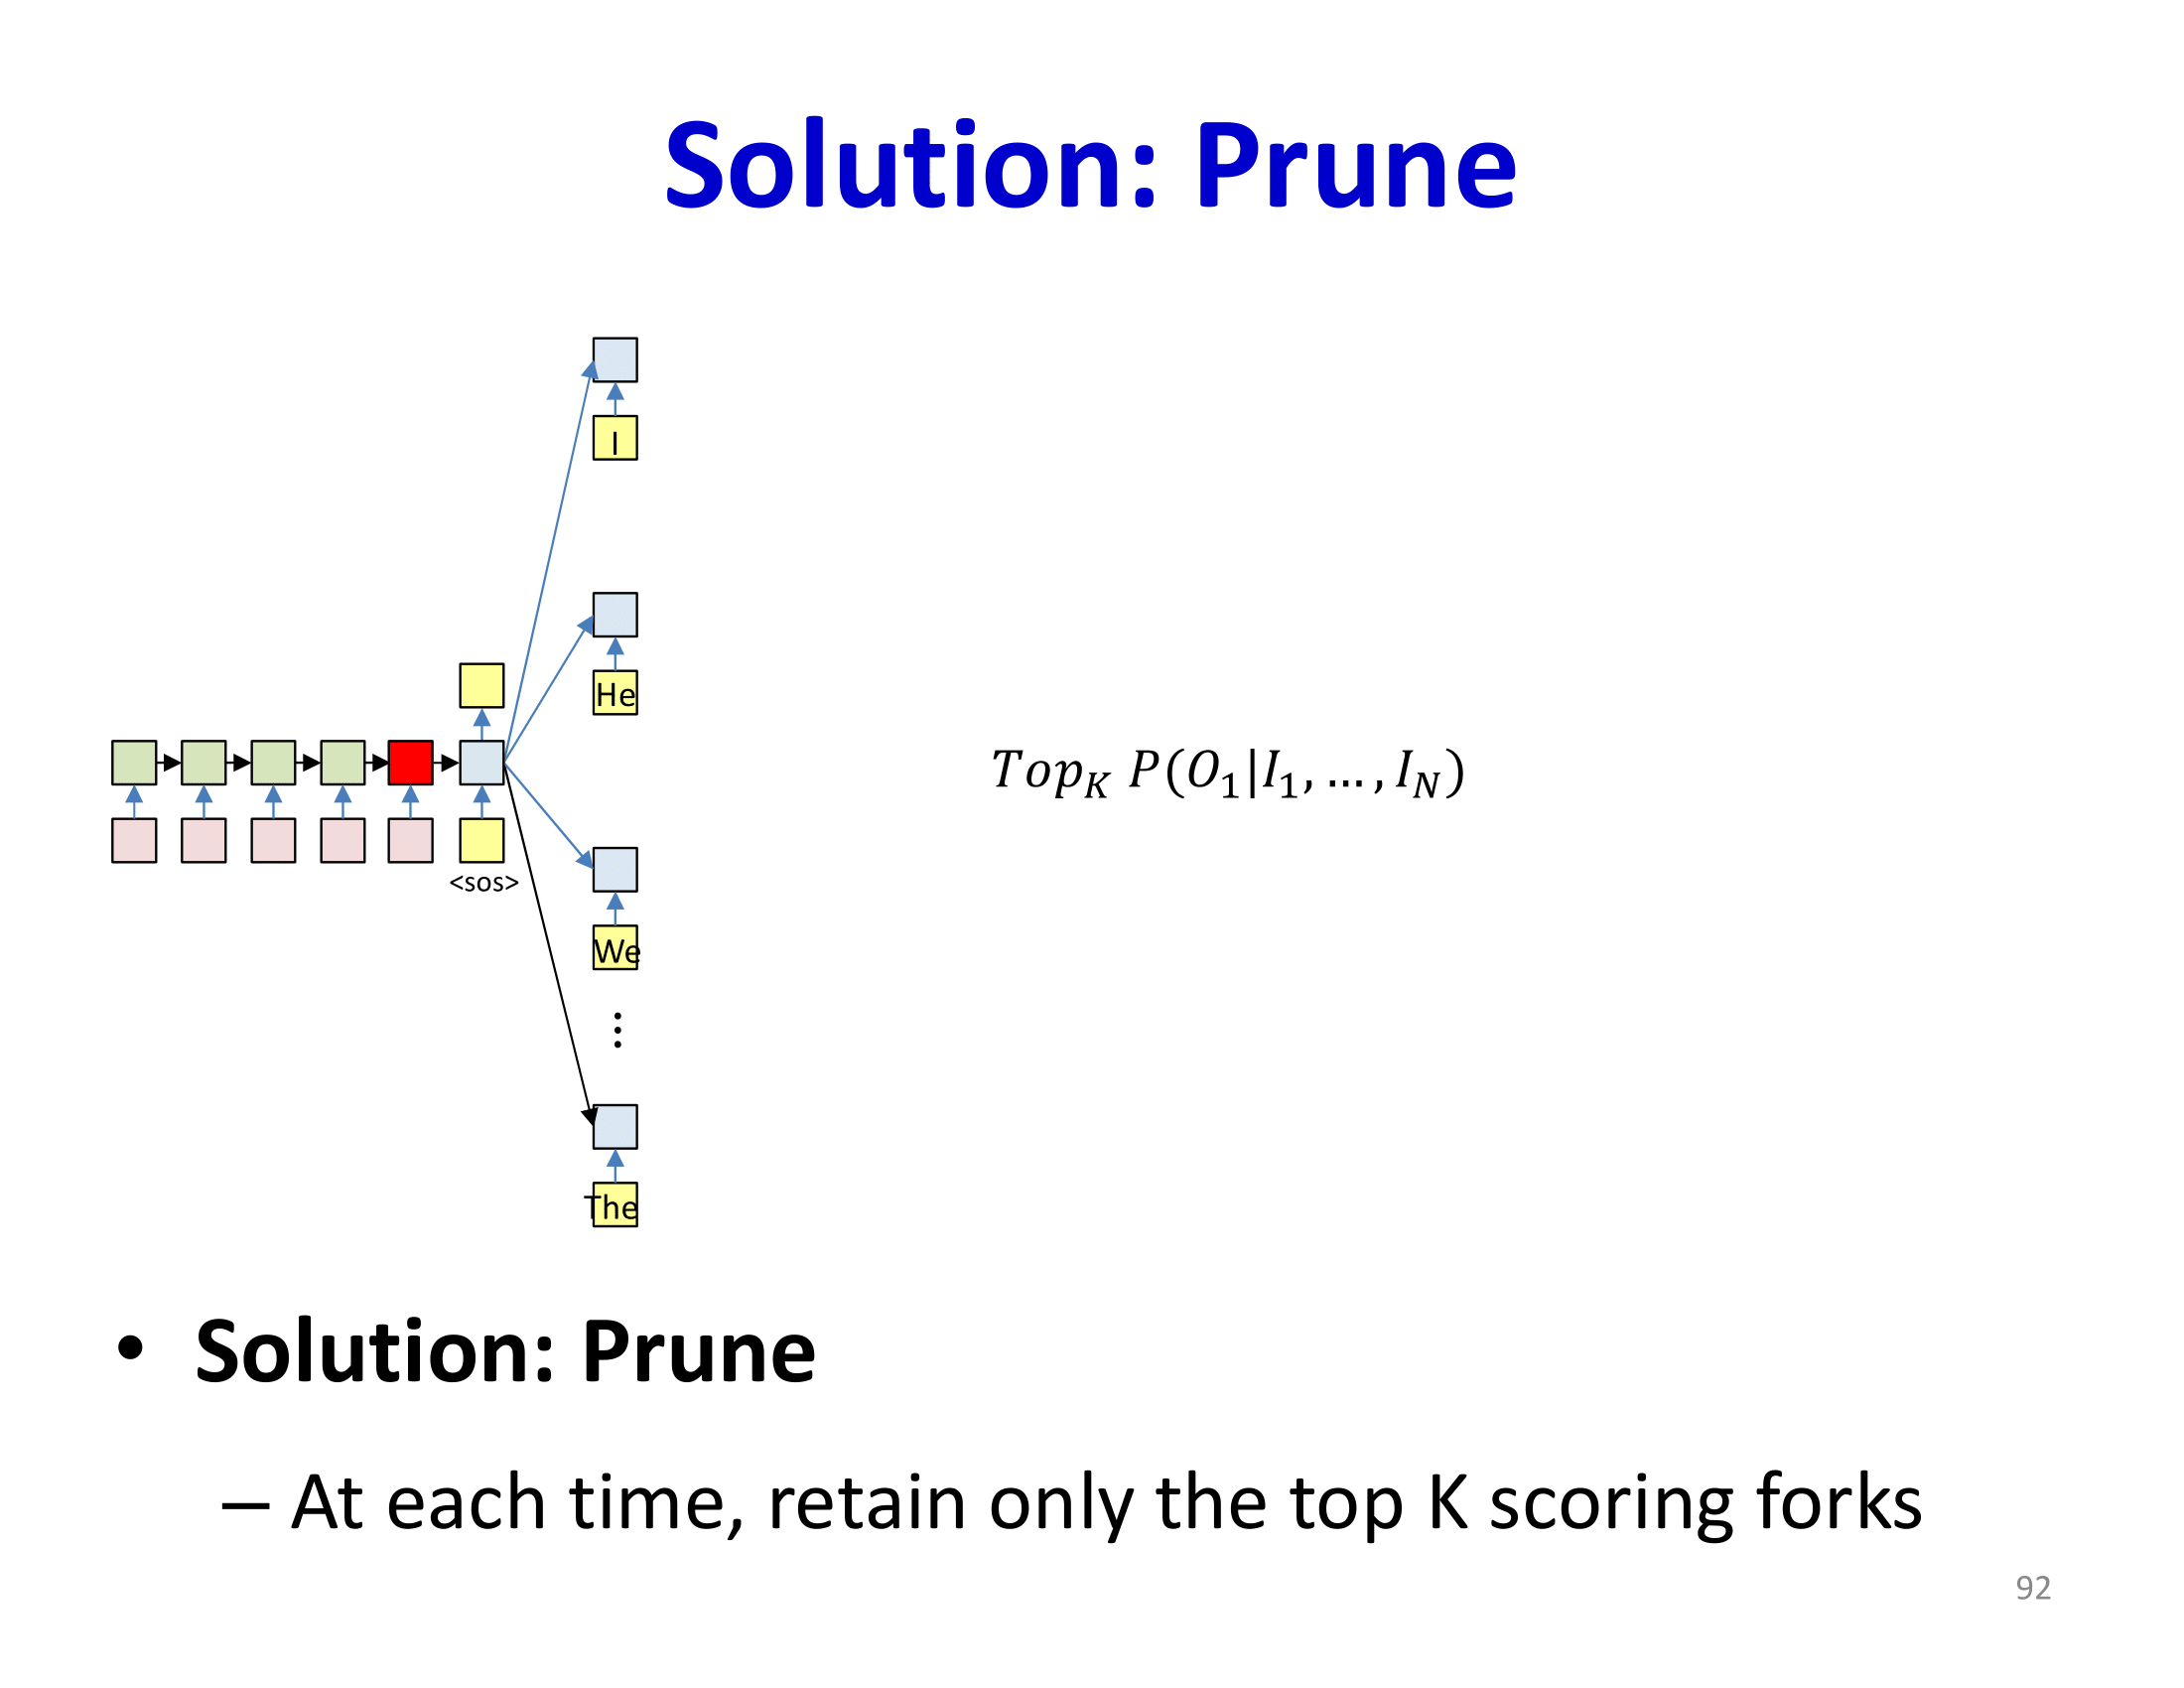 Solution: Prune
I
He
<sos>
We
⋮
The
Top_K P(O_1|I_1, …, I_N)
• Solution: Prune
– At each time, retain only the top K scoring forks
92